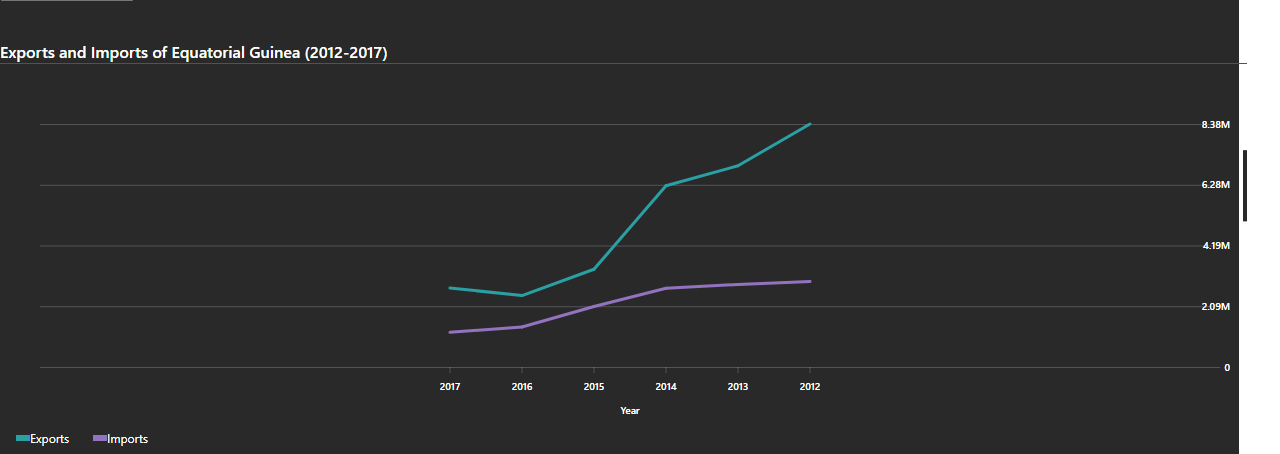 Exports and Imports of Equatorial Guinea (2012-2017)
8.38M
6.28M
4.19M
2.09M
0
2017 2016 2015 2014 2013 2012
Year
Exports Imports